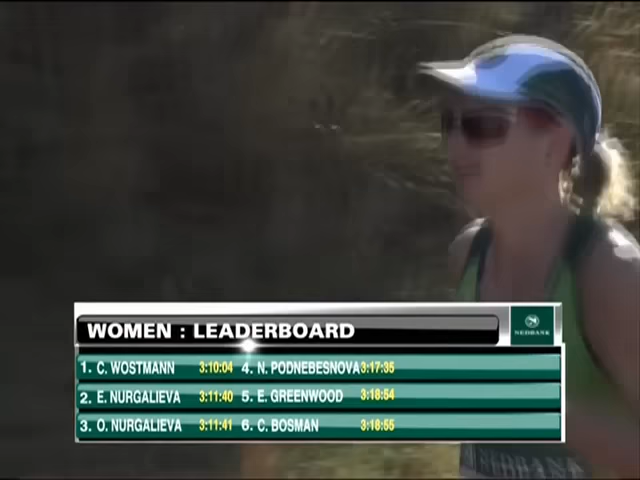 WOMEN : LEADERBOARD
NEDBANK
1. C. WOSTMANN 3:10:04 4. N. PODNEBESNOVA 3:17:35
2. E. NURGALIEVA 3:11:40 5. E. GREENWOOD 3:18:54
3. O. NURGALIEVA 3:11:41 6. C. BOSMAN 3:18:55
NEDBANK